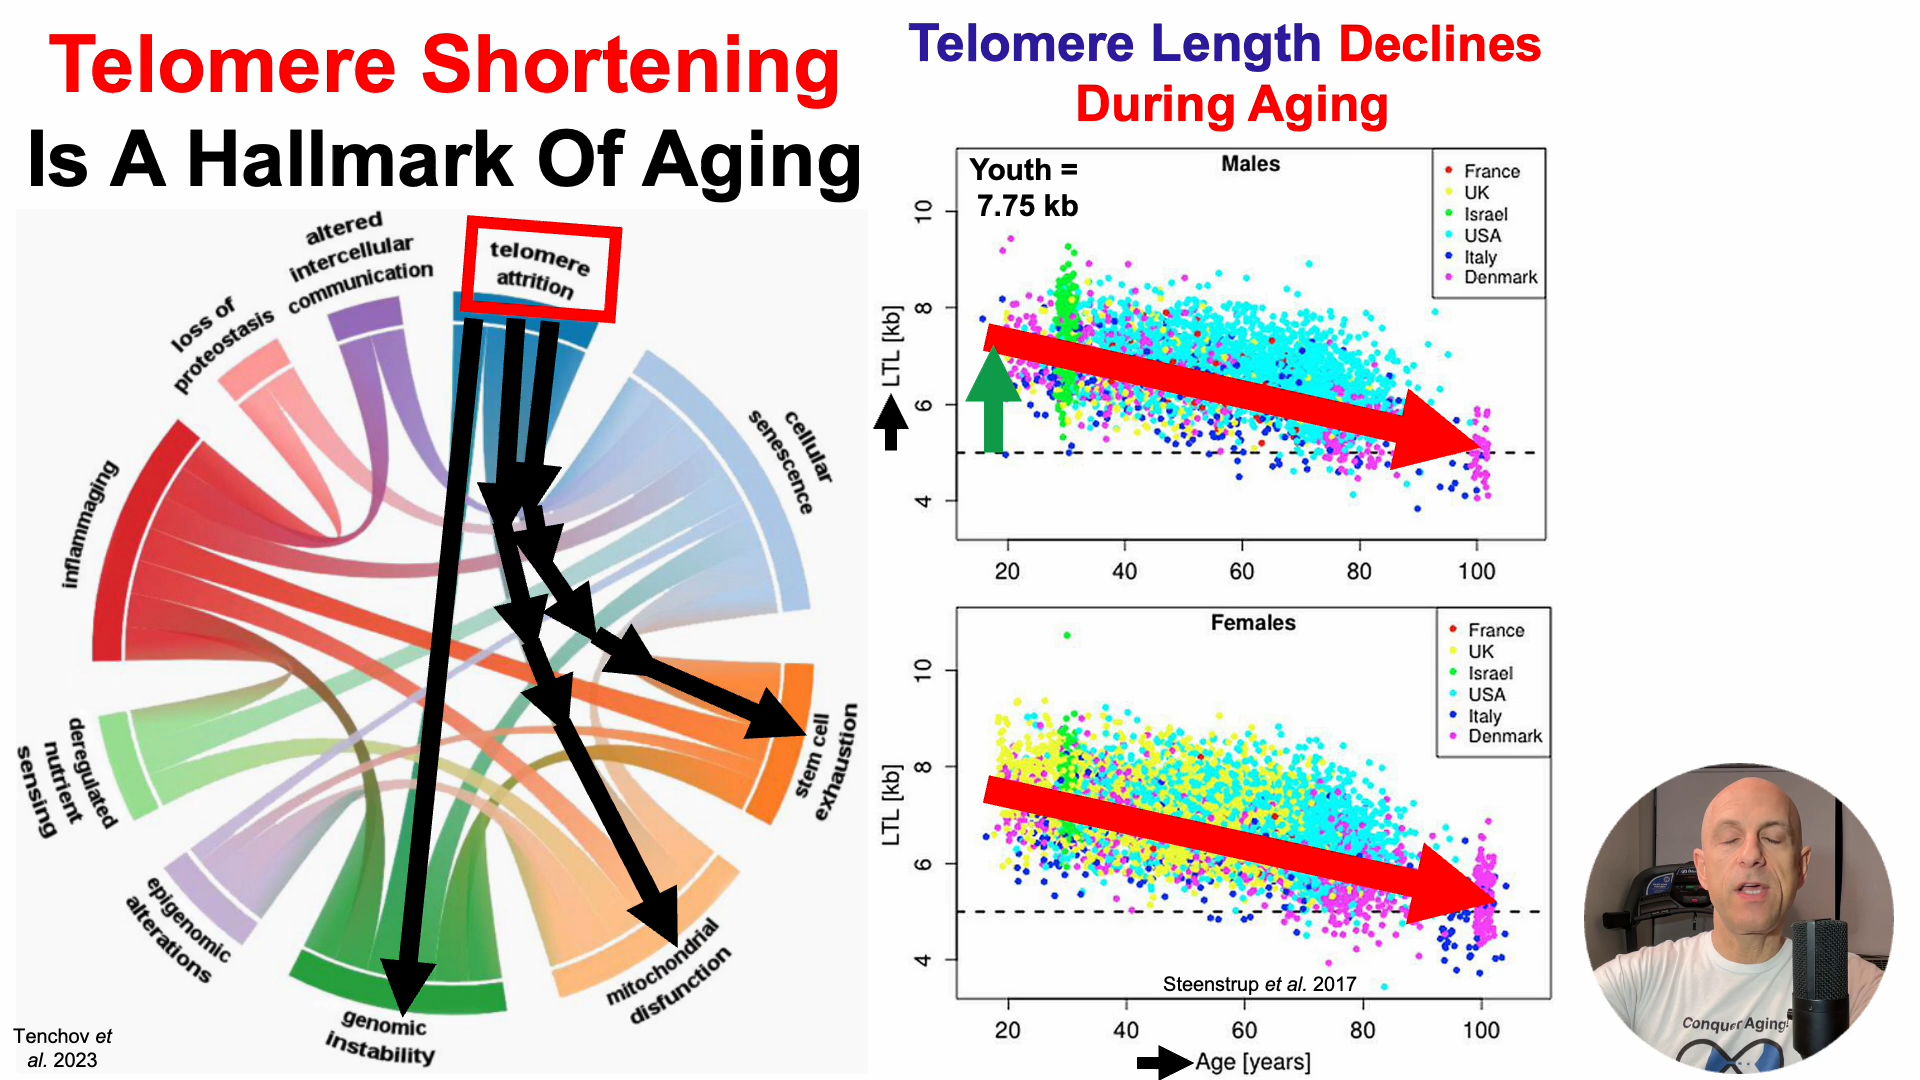 Telomere Shortening
Is A Hallmark Of Aging
altered
intercellular
communication
telomere
attrition
loss of
proteostasis
cellular
senescence
inflammaging
stem cell
exhaustion
deregulated
nutrient
sensing
epigenomic
alterations
mitochondrial
disfunction
genomic
instability
Tenchov et
al. 2023
Telomere Length Declines
During Aging
Youth =
7.75 kb
Males
France
UK
Israel
USA
Italy
Denmark
LTL [kb]
10
8
6
4
20 40 60 80 100
Females
France
UK
Israel
USA
Italy
Denmark
LTL [kb]
10
8
6
4
Steenstrup et al. 2017
20 40 60 80 100
Age [years]
Conquer Aging